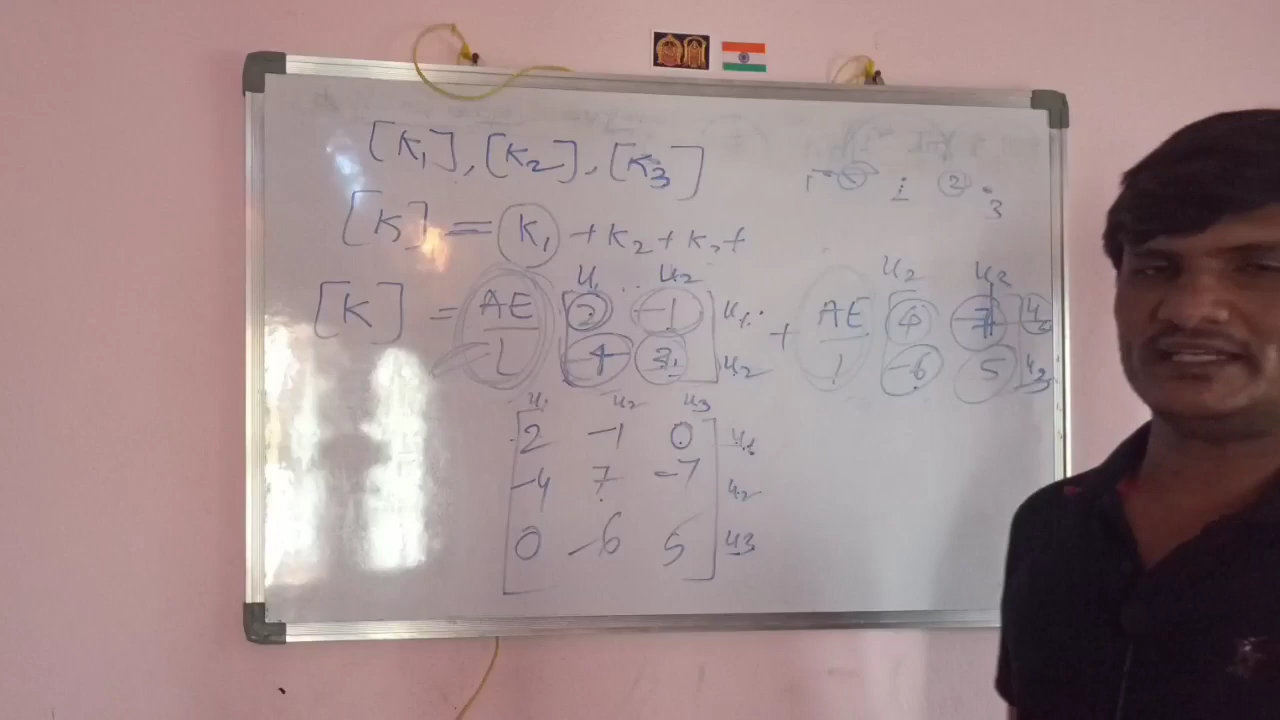 [K₁], [K₂], [K₃]
1 2 3
[K] = K₁ + K₂ + K₃ +
u₁ u₂ u₂ u₂
[K] = AE/L [2 -1] u₁ + AE/1 [4 -7]
[-4 3] u₂ [-6 5] u₃
u₁ u₂ u₃
2 -1 0 u₁
-4 7 -7 u₂
0 -6 5 u₃